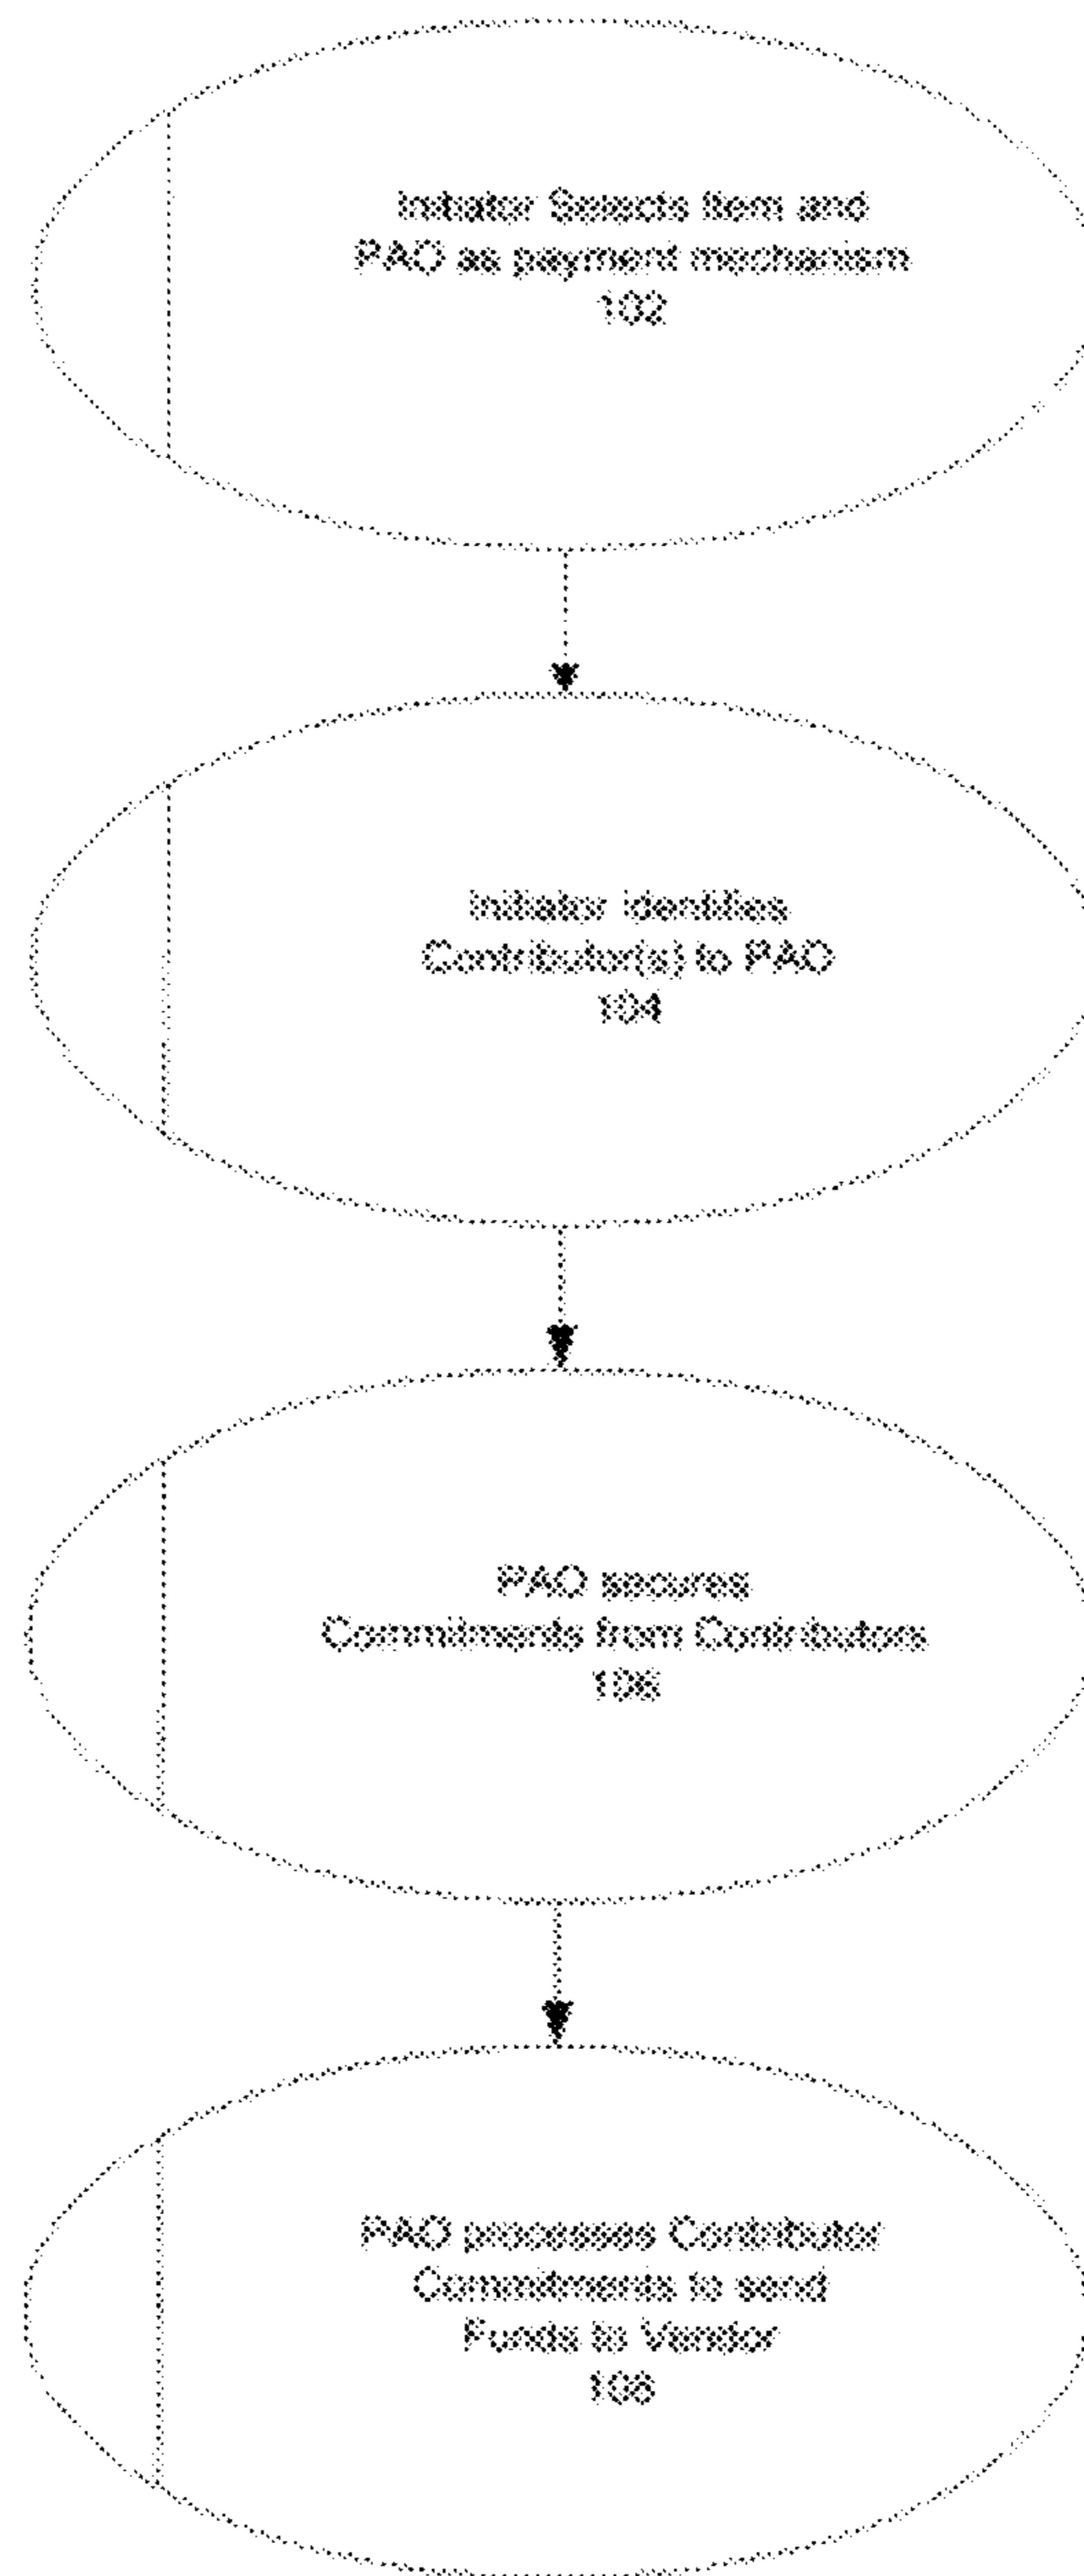 Initiator Selects Item and
PAO as payment mechanism
102
Initiator Identifies
Contributor(s) to PAO
104
PAO secures
Commitments from Contributors
106
PAO processes Contributor
Commitments to send
Funds to Vendor
108